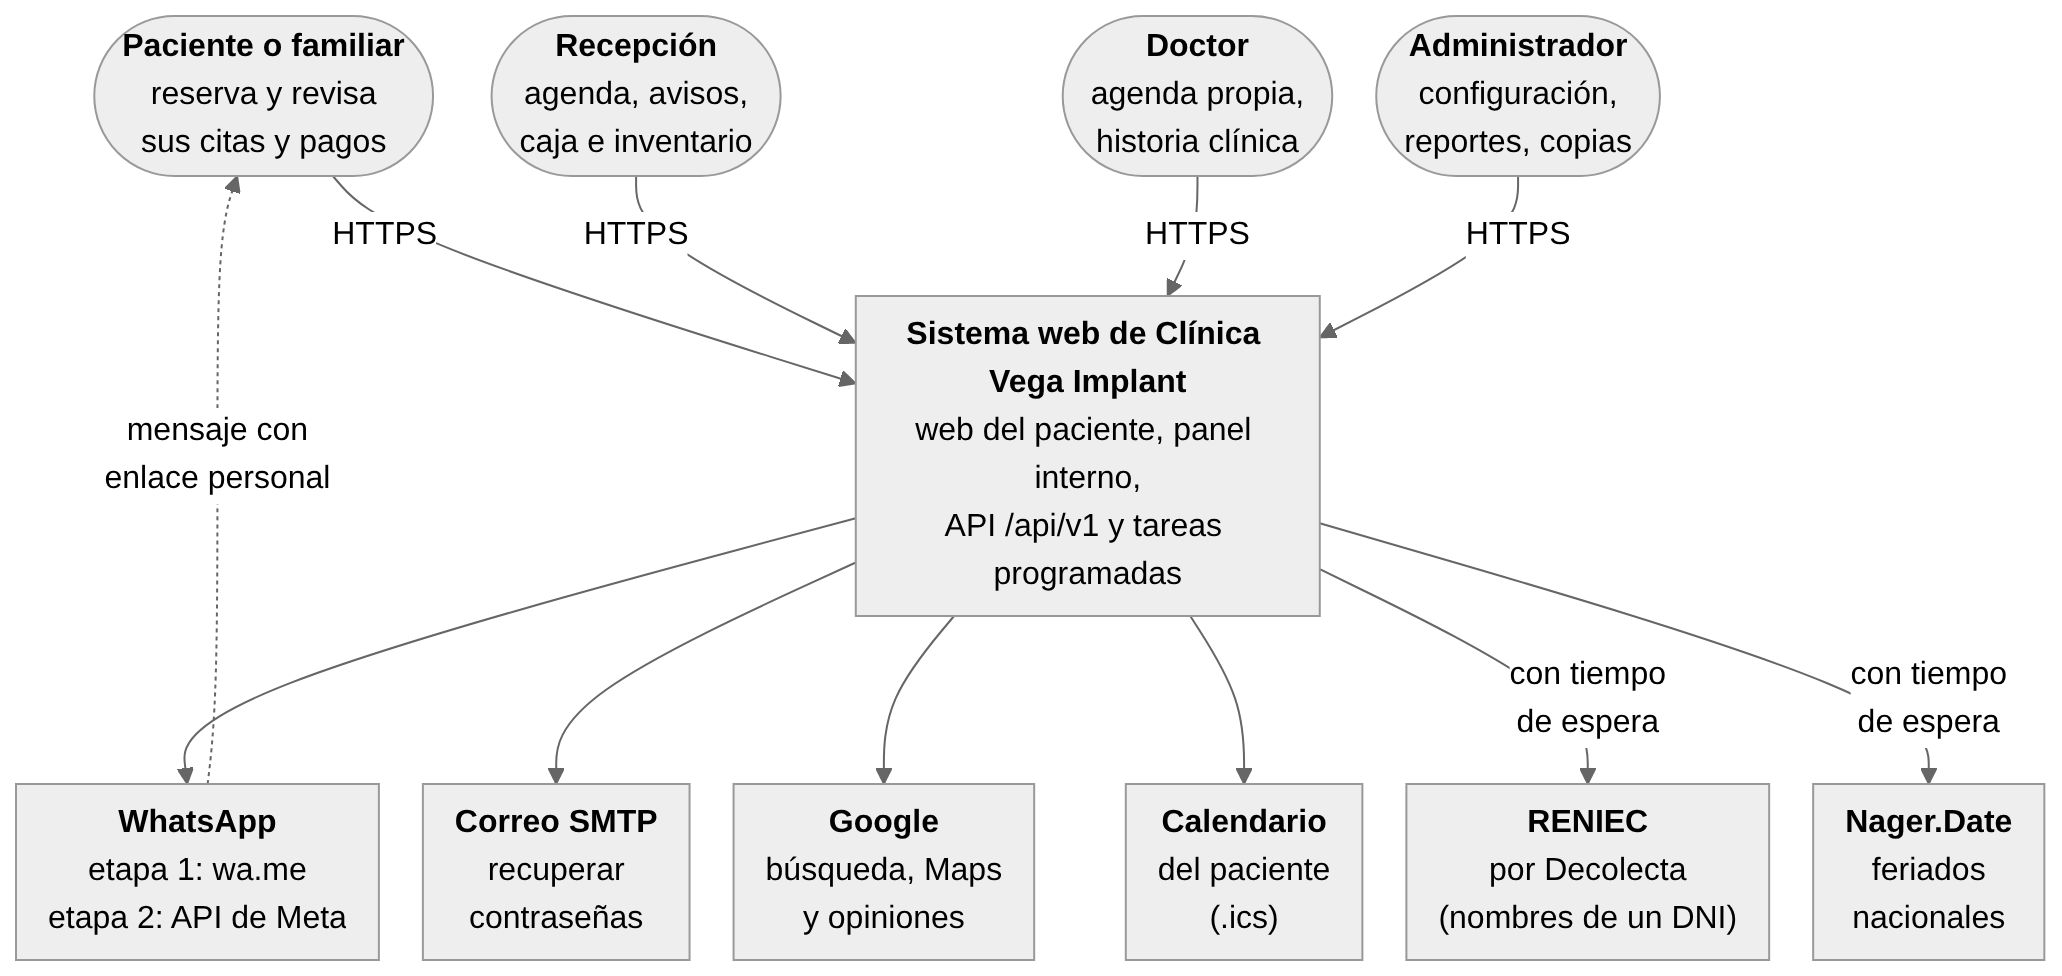 Paciente o familiar
reserva y revisa
sus citas y pagos
Recepción
agenda, avisos,
caja e inventario
Doctor
agenda propia,
historia clínica
Administrador
configuración,
reportes, copias
HTTPS
HTTPS
HTTPS
HTTPS
Sistema web de Clínica
Vega Implant
web del paciente, panel
interno,
API /api/v1 y tareas
programadas
mensaje con
enlace personal
con tiempo
de espera
con tiempo
de espera
WhatsApp
etapa 1: wa.me
etapa 2: API de Meta
Correo SMTP
recuperar
contraseñas
Google
búsqueda, Maps
y opiniones
Calendario
del paciente
(.ics)
RENIEC
por Decolecta
(nombres de un DNI)
Nager.Date
feriados
nacionales